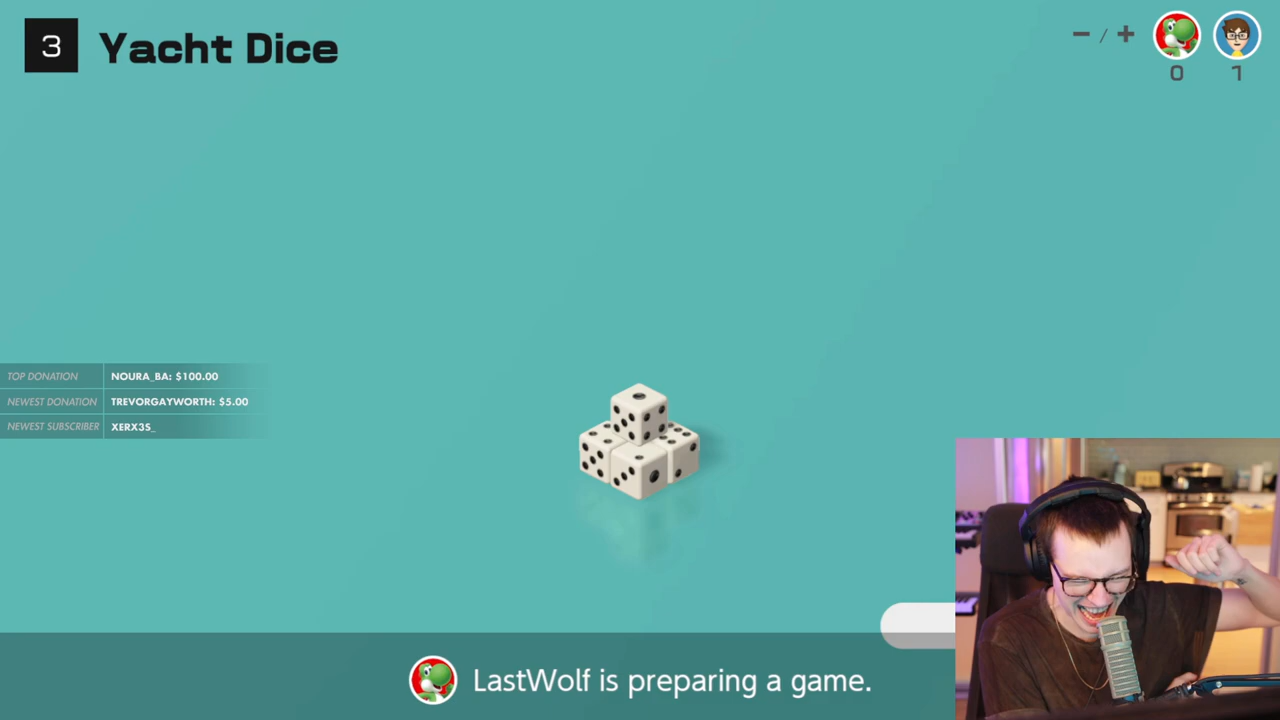 3 Yacht Dice
− / +
0 1
TOP DONATION NOURA_BA: $100.00
NEWEST DONATION TREVORGAYWORTH: $5.00
NEWEST SUBSCRIBER XERX3S_
LastWolf is preparing a game.